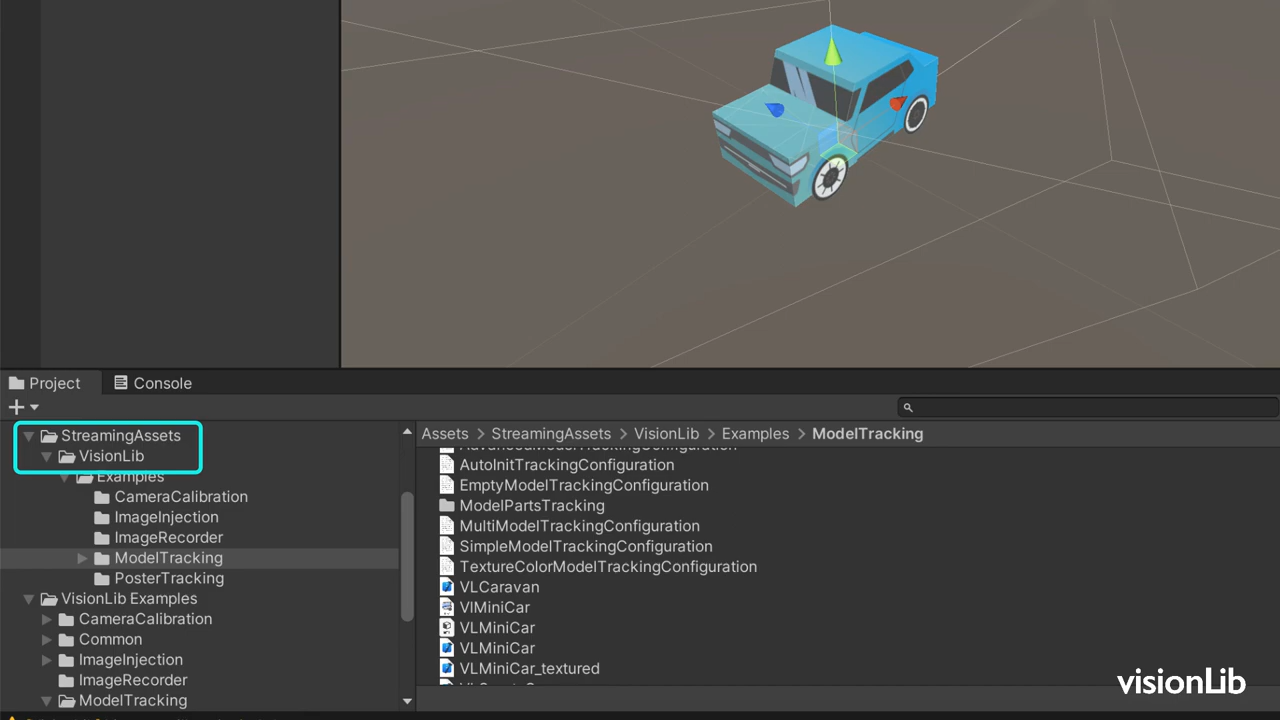 Project
Console
StreamingAssets
VisionLib
Examples
CameraCalibration
ImageInjection
ImageRecorder
ModelTracking
PosterTracking
VisionLib Examples
CameraCalibration
Common
ImageInjection
ImageRecorder
ModelTracking
Assets > StreamingAssets > VisionLib > Examples > ModelTracking
AutoInitTrackingConfiguration
EmptyModelTrackingConfiguration
ModelPartsTracking
MultiModelTrackingConfiguration
SimpleModelTrackingConfiguration
TextureColorModelTrackingConfiguration
VLCaravan
VlMiniCar
VLMiniCar
VLMiniCar
VLMiniCar_textured
visionLib